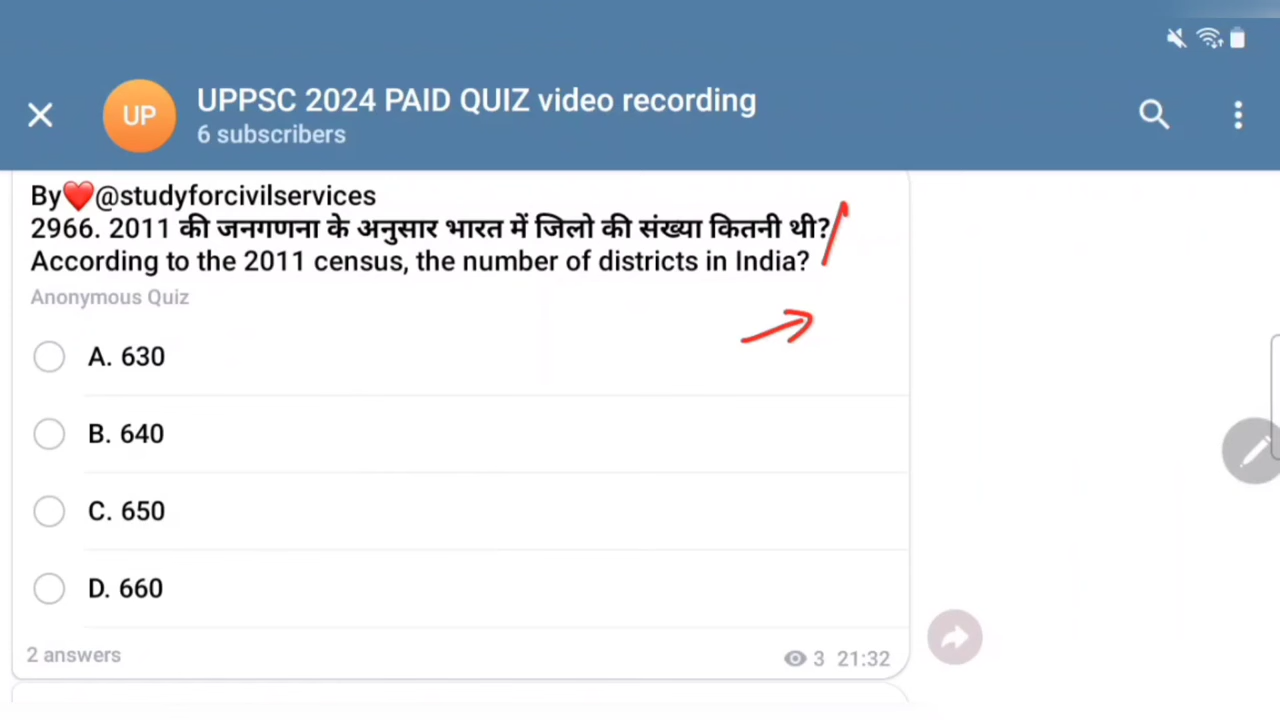 UP
UPPSC 2024 PAID QUIZ video recording
6 subscribers
By❤️@studyforcivilservices
2966. 2011 की जनगणना के अनुसार भारत में जिलो की संख्या कितनी थी?
According to the 2011 census, the number of districts in India?
Anonymous Quiz
A. 630
B. 640
C. 650
D. 660
2 answers
3 21:32